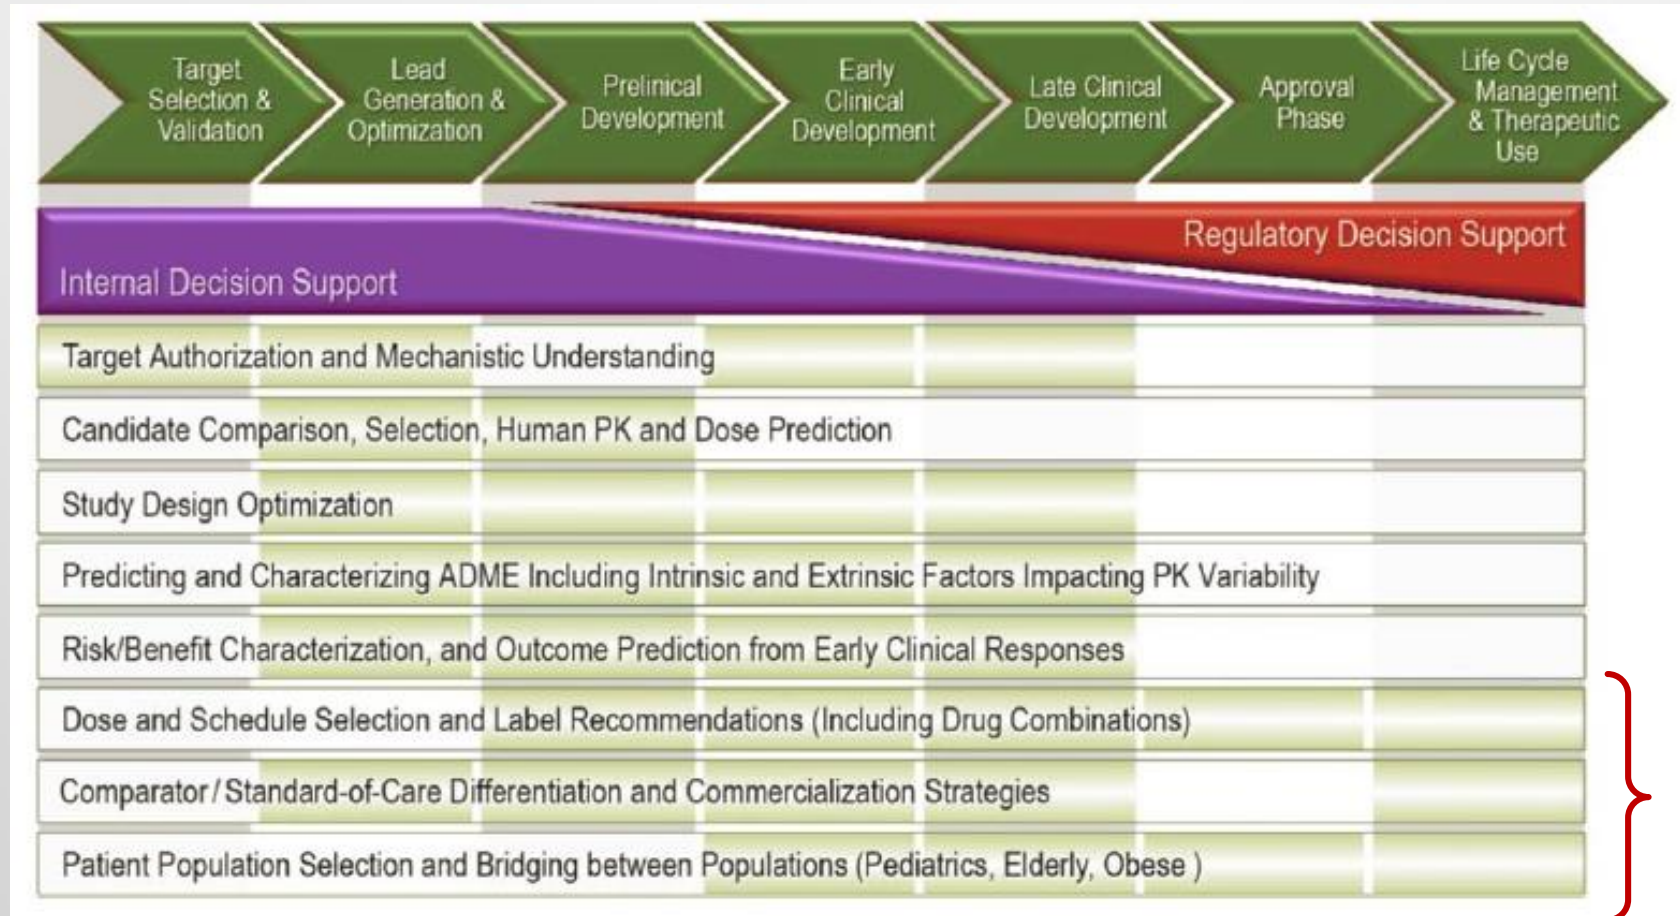 Target
Selection &
Validation
Lead
Generation &
Optimization
Prelinical
Development
Early
Clinical
Development
Late Clinical
Development
Approval
Phase
Life Cycle
Management
& Therapeutic
Use
Regulatory Decision Support
Internal Decision Support
Target Authorization and Mechanistic Understanding
Candidate Comparison, Selection, Human PK and Dose Prediction
Study Design Optimization
Predicting and Characterizing ADME Including Intrinsic and Extrinsic Factors Impacting PK Variability
Risk/Benefit Characterization, and Outcome Prediction from Early Clinical Responses
Dose and Schedule Selection and Label Recommendations (Including Drug Combinations)
Comparator/Standard-of-Care Differentiation and Commercialization Strategies
Patient Population Selection and Bridging between Populations (Pediatrics, Elderly, Obese )